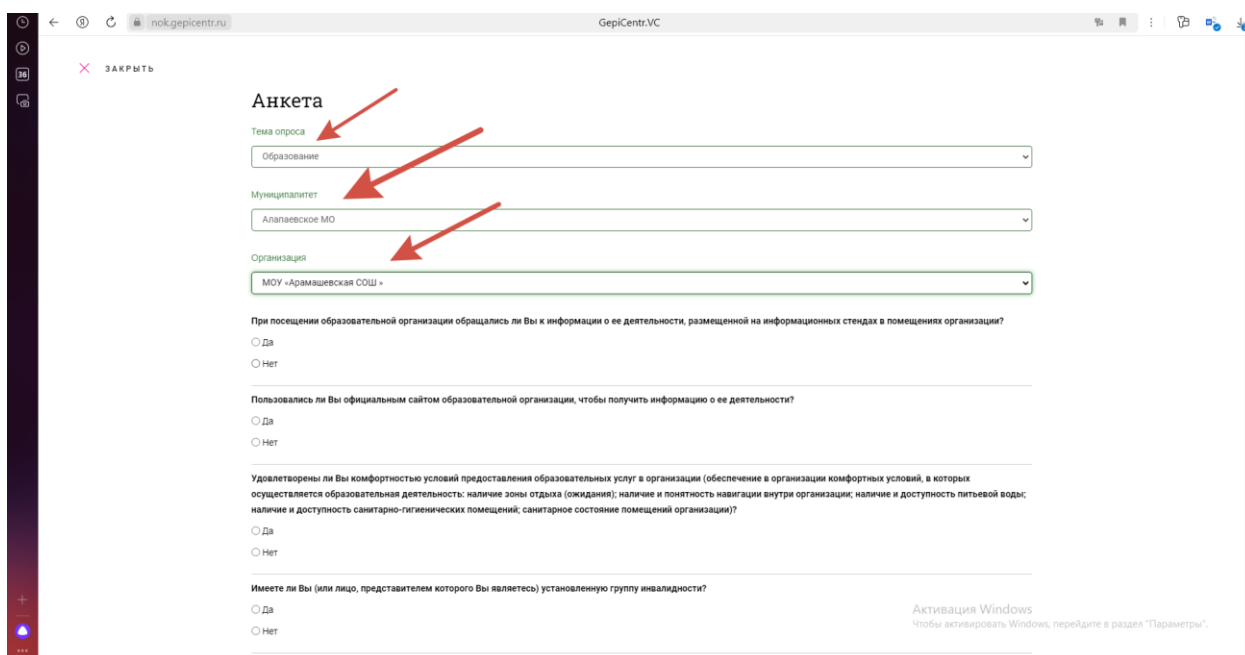 nok.gepicentr.ru
GepiCentr.VC
36
ЗАКРЫТЬ
Анкета
Тема опроса
Образование
Муниципалитет
Алапаевское МО
Организация
МОУ «Арамашевская СОШ »
При посещении образовательной организации обращались ли Вы к информации о ее деятельности, размещенной на информационных стендах в помещениях организации?
Да
Нет
Пользовались ли Вы официальным сайтом образовательной организации, чтобы получить информацию о ее деятельности?
Да
Нет
Удовлетворены ли Вы комфортностью условий предоставления образовательных услуг в организации (обеспечение в организации комфортных условий, в которых
осуществляется образовательная деятельность: наличие зоны отдыха (ожидания); наличие и понятность навигации внутри организации; наличие и доступность питьевой воды;
наличие и доступность санитарно-гигиенических помещений; санитарное состояние помещений организации)?
Да
Нет
Имеете ли Вы (или лицо, представителем которого Вы являетесь) установленную группу инвалидности?
Да
Нет
Активация Windows
Чтобы активировать Windows, перейдите в раздел "Параметры".